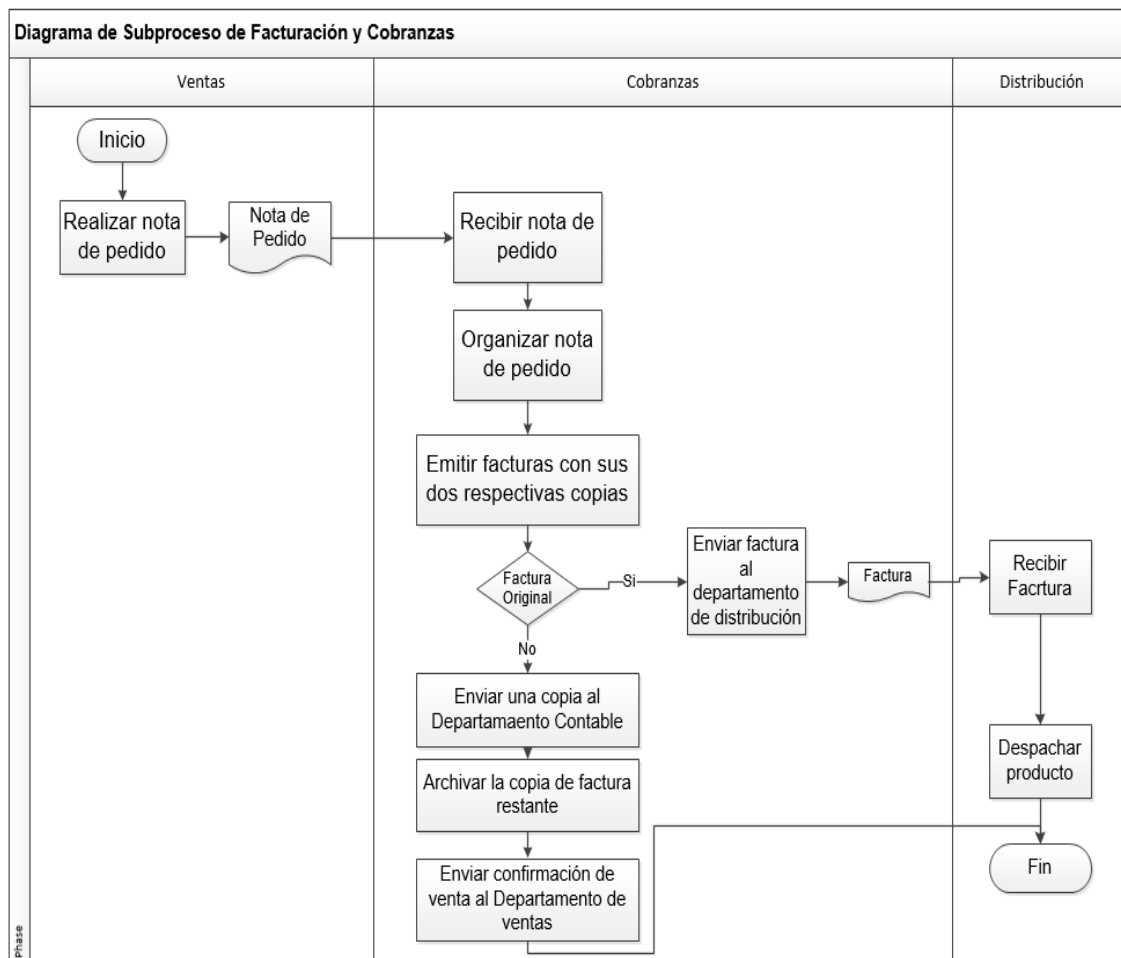 Diagrama de Subproceso de Facturación y Cobranzas
Ventas
Cobranzas
Distribución
Inicio
Realizar nota
de pedido
Nota de
Pedido
Recibir nota de
pedido
Organizar nota
de pedido
Emitir facturas con sus
dos respectivas copias
Factura
Original
Si
Enviar factura
al
departamento
de distribución
Factura
Recibir
Facrtura
No
Enviar una copia al
Departamaento Contable
Despachar
producto
Archivar la copia de factura
restante
Enviar confirmación de
venta al Departamento de
ventas
Fin
Phase